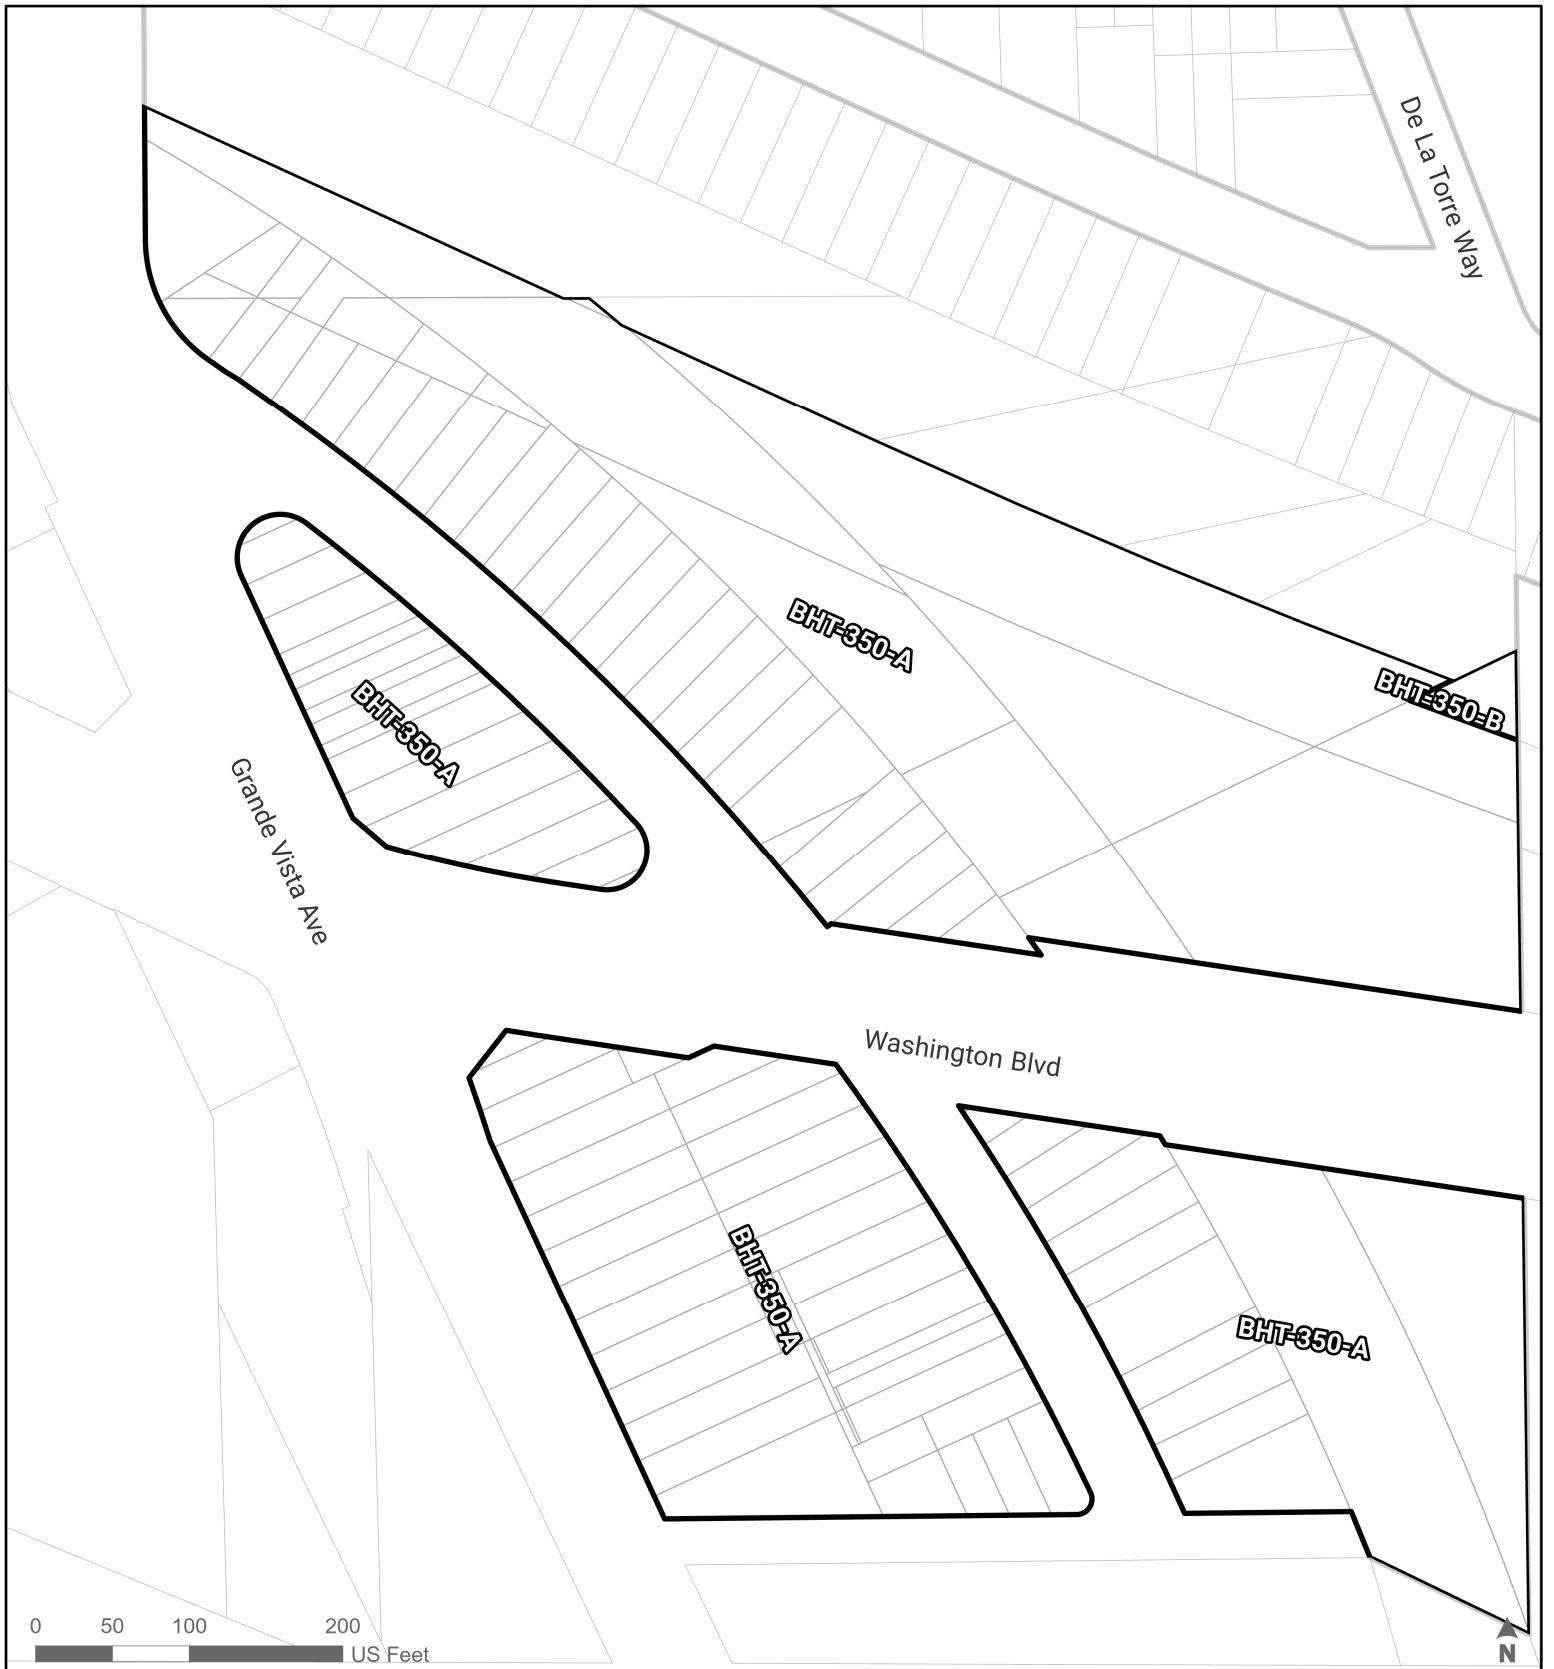 De La Torre Way
BHT-350-A
BHT-350-B
BHT-350-A
Grande Vista Ave
Washington Blvd
BHT-350-A
BHT-350-A
0 50 100 200
US Feet
N